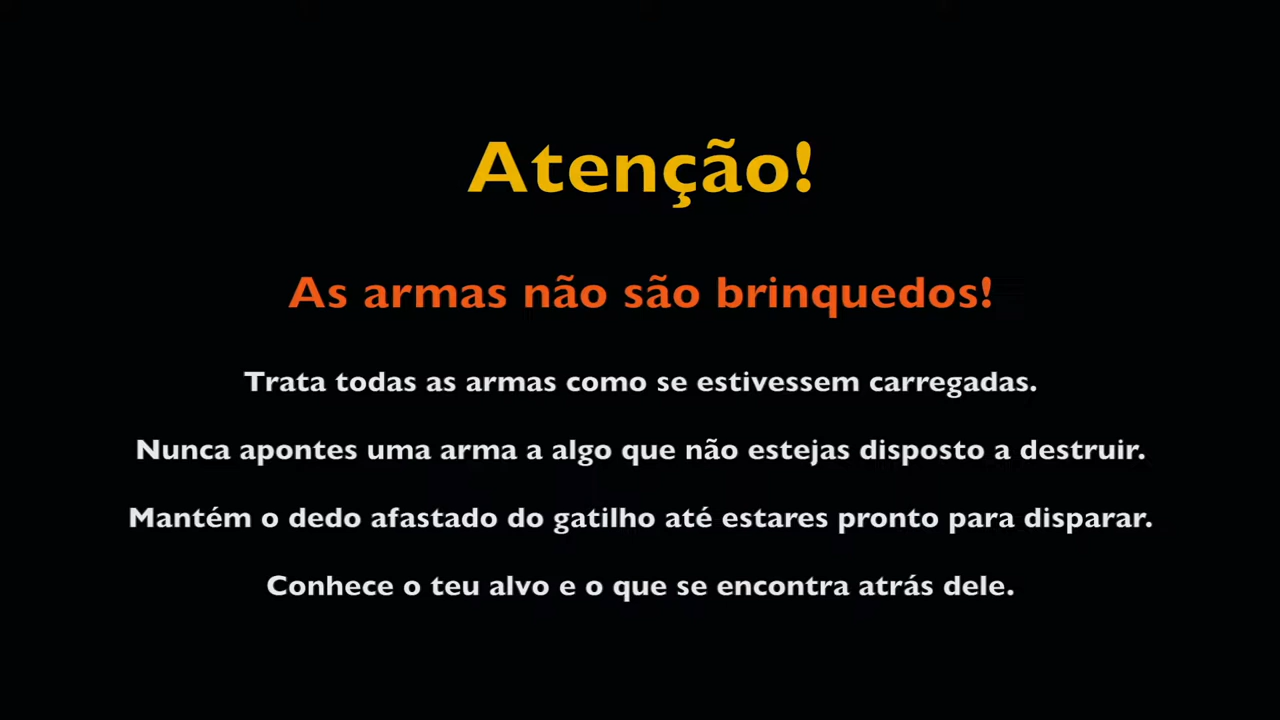 Atenção!
As armas não são brinquedos!
Trata todas as armas como se estivessem carregadas.
Nunca apontes uma arma a algo que não estejas disposto a destruir.
Mantém o dedo afastado do gatilho até estares pronto para disparar.
Conhece o teu alvo e o que se encontra atrás dele.